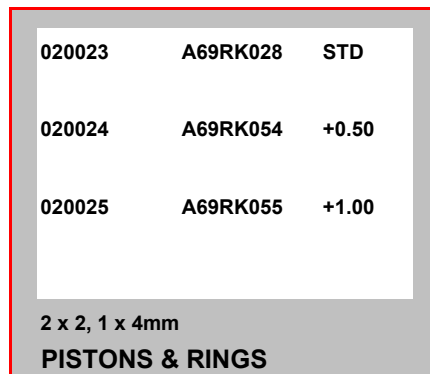 020023 A69RK028 STD
020024 A69RK054 +0.50
020025 A69RK055 +1.00
2 x 2, 1 x 4mm
PISTONS & RINGS